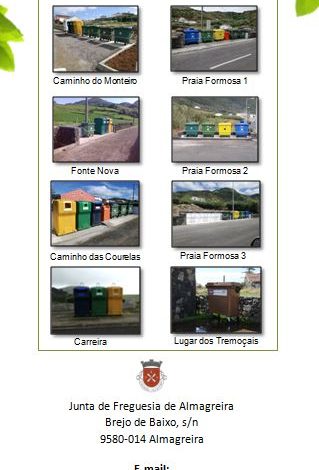 Caminho do Monteiro
Praia Formosa 1
Fonte Nova
Praia Formosa 2
Caminho das Courelas
Praia Formosa 3
Carreira
Lugar dos Tremoçais
Junta de Freguesia de Almagreira
Brejo de Baixo, s/n
9580-014 Almagreira
E-mail: